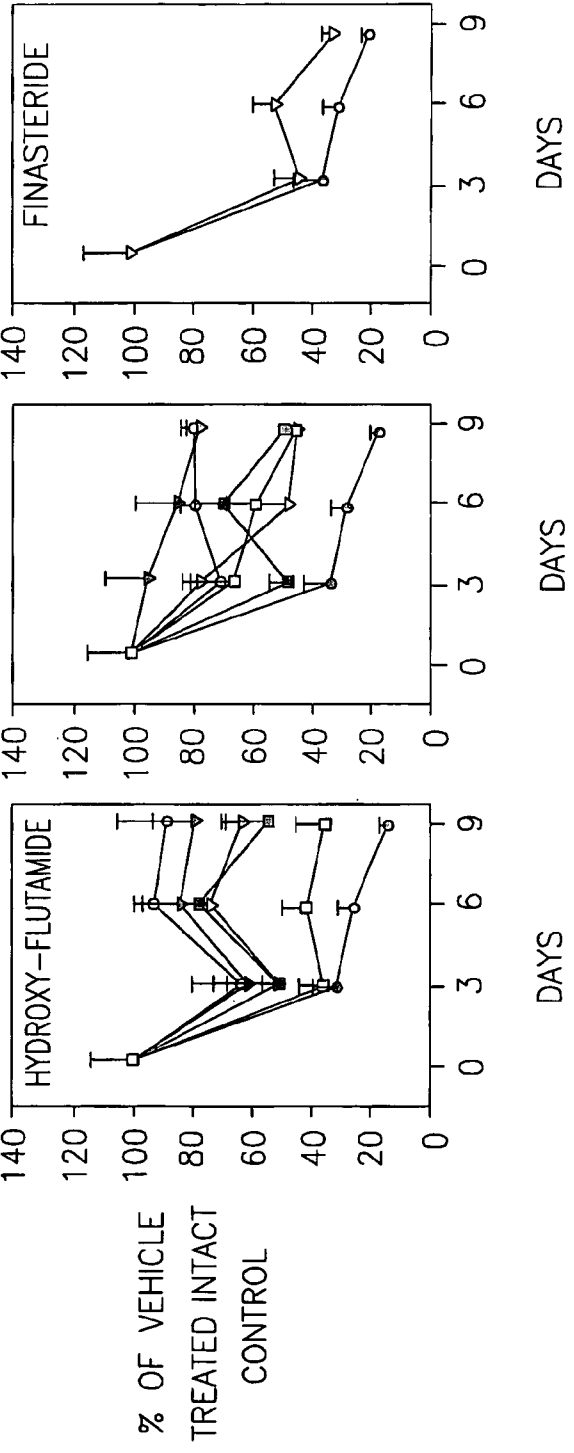 % OF VEHICLE
TREATED INTACT
CONTROL
HYDROXY-FLUTAMIDE
140
120
100
80
60
40
20
0
0 3 6 9
DAYS
140
120
100
80
60
40
20
0
0 3 6 9
DAYS
FINASTERIDE
140
120
100
80
60
40
20
0
0 3 6 9
DAYS